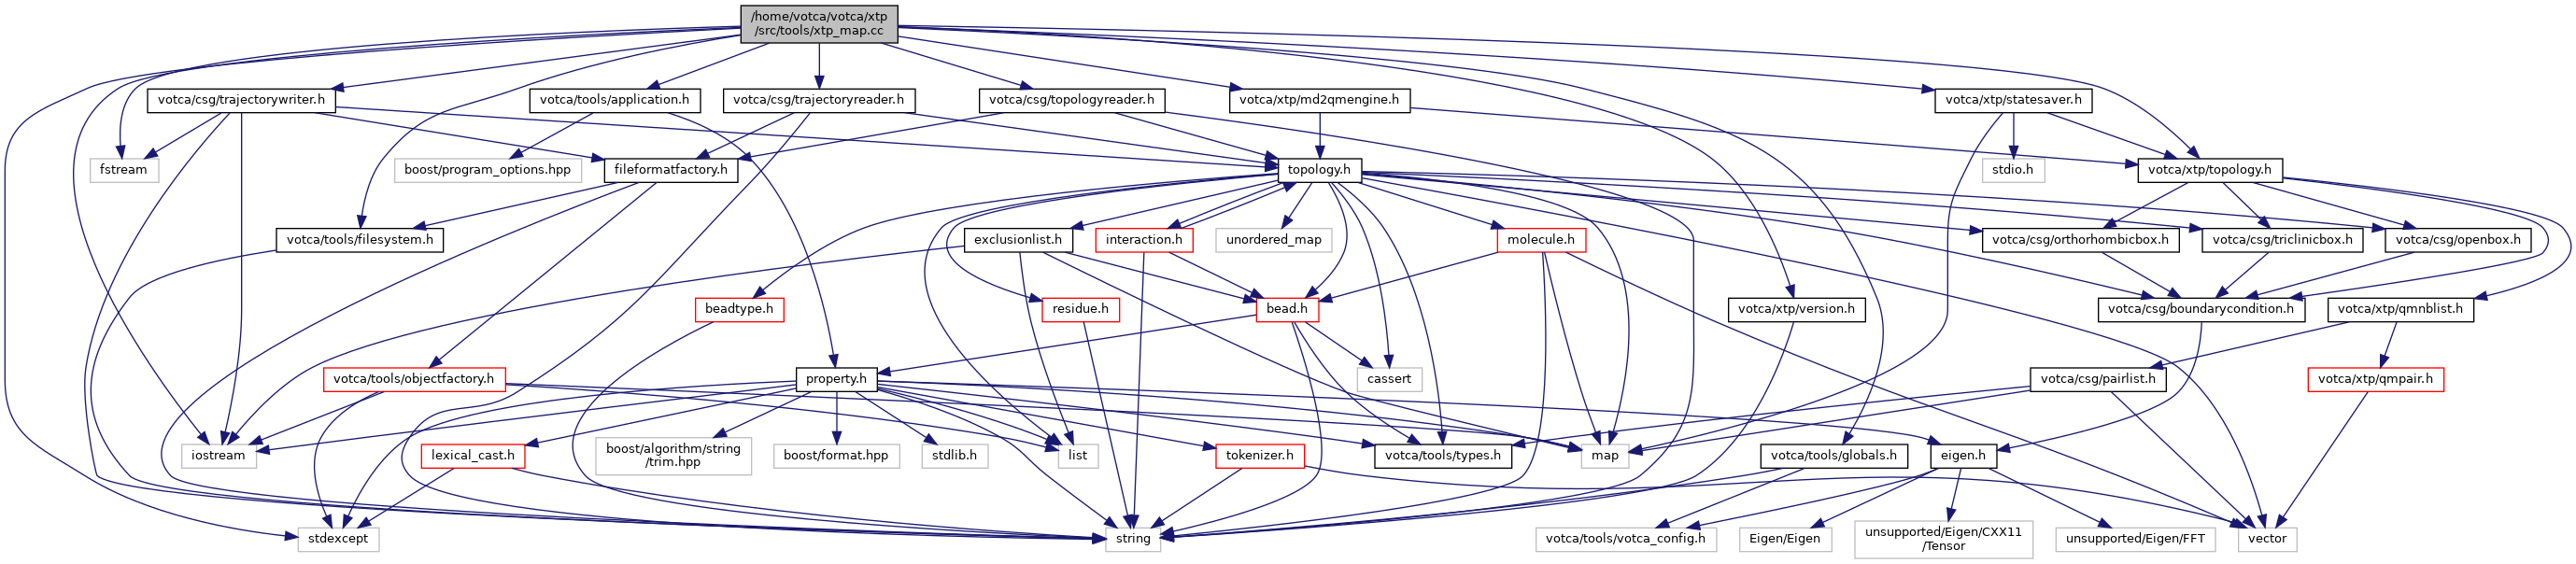 /home/votca/votca/xtp
/src/tools/xtp_map.cc
votca/csg/trajectorywriter.h
votca/tools/application.h
votca/csg/trajectoryreader.h
votca/csg/topologyreader.h
votca/xtp/md2qmengine.h
votca/xtp/statesaver.h
fstream
boost/program_options.hpp
fileformatfactory.h
topology.h
stdio.h
votca/xtp/topology.h
votca/tools/filesystem.h
exclusionlist.h
interaction.h
unordered_map
molecule.h
votca/csg/orthorhombicbox.h
votca/csg/triclinicbox.h
votca/csg/openbox.h
beadtype.h
residue.h
bead.h
votca/xtp/version.h
votca/csg/boundarycondition.h
votca/xtp/qmnblist.h
votca/tools/objectfactory.h
property.h
cassert
votca/csg/pairlist.h
votca/xtp/qmpair.h
iostream
lexical_cast.h
boost/algorithm/string
/trim.hpp
boost/format.hpp
stdlib.h
list
tokenizer.h
votca/tools/types.h
map
votca/tools/globals.h
eigen.h
stdexcept
string
votca/tools/votca_config.h
Eigen/Eigen
unsupported/Eigen/CXX11
/Tensor
unsupported/Eigen/FFT
vector